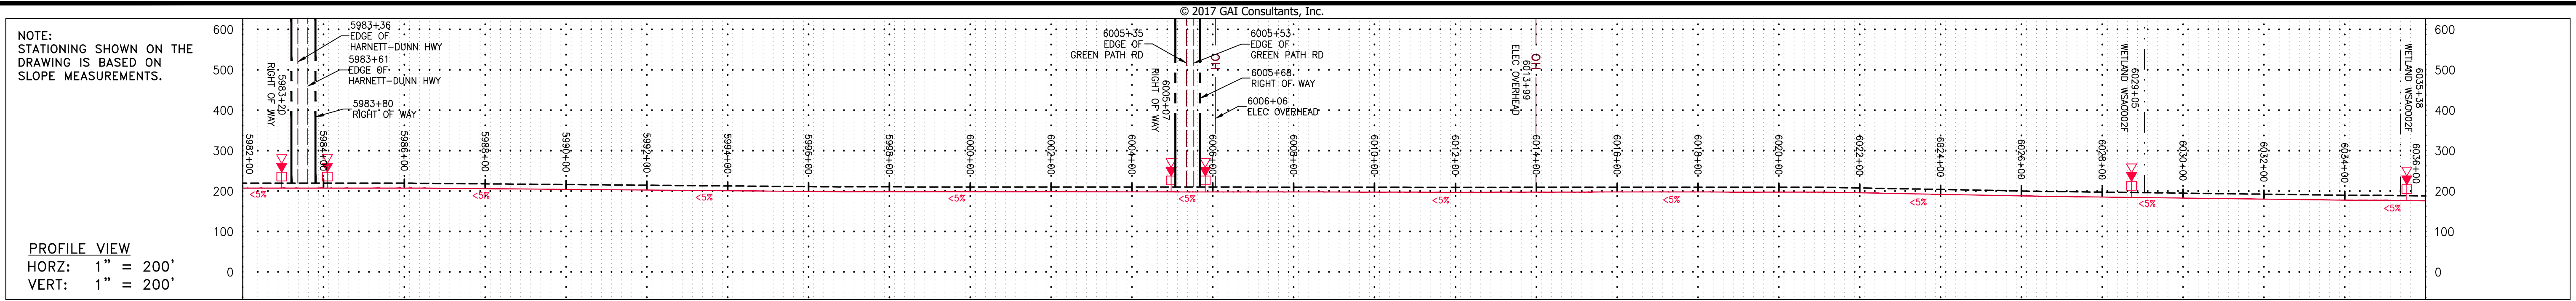 © 2017 GAI Consultants, Inc.
NOTE:
STATIONING SHOWN ON THE
DRAWING IS BASED ON
SLOPE MEASUREMENTS.
PROFILE VIEW
HORZ: 1" = 200'
VERT: 1" = 200'
600
500
400
300
200
100
0
5983+20
RIGHT OF WAY
5983+36
EDGE OF
HARNETT-DUNN HWY
5983+61
EDGE OF
HARNETT-DUNN HWY
5983+80
RIGHT OF WAY
6005+07
RIGHT OF WAY
6005+35
EDGE OF
GREEN PATH RD
6005+53
EDGE OF
GREEN PATH RD
6005+68
RIGHT OF WAY
6006+06
ELEC OVERHEAD
OH
6013+99
ELEC OVERHEAD
OH
6029+05
WETLAND WSAO002F
6035+38
WETLAND WSAO002F
5982+00
5984+00
5986+00
5988+00
5990+00
5992+00
5994+00
5996+00
5998+00
6000+00
6002+00
6004+00
6006+00
6008+00
6010+00
6012+00
6014+00
6016+00
6018+00
6020+00
6022+00
6024+00
6026+00
6028+00
6030+00
6032+00
6034+00
6036+00
<5%
<5%
<5%
<5%
<5%
<5%
<5%
<5%
<5%
<5%
600
500
400
300
200
100
0